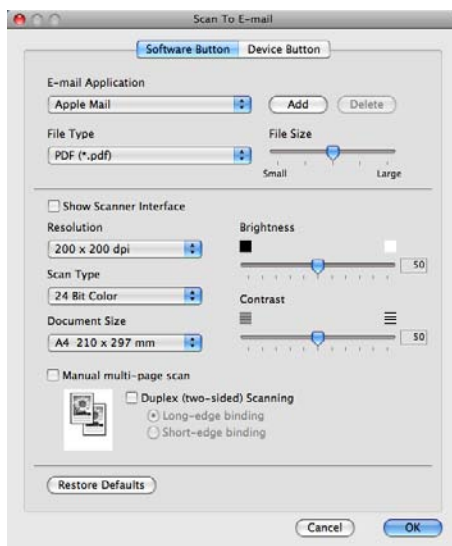 Scan To E-mail
Software Button Device Button
E-mail Application
Apple Mail Add Delete
File Type File Size
PDF (*.pdf)
Small Large
Show Scanner Interface
Resolution Brightness
200 x 200 dpi
50
Scan Type
24 Bit Color Contrast
Document Size
A4 210 x 297 mm 50
Manual multi-page scan
Duplex (two-sided) Scanning
Long-edge binding
Short-edge binding
Restore Defaults
Cancel OK